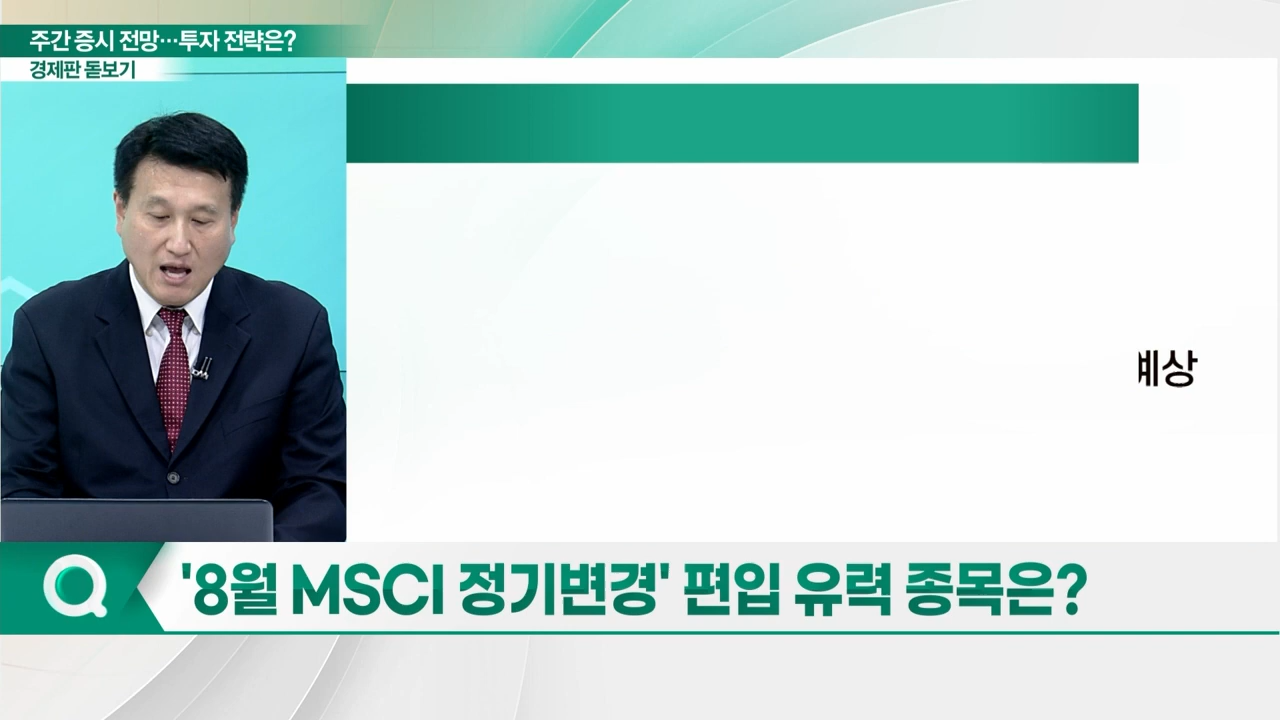 주간 증시 전망…투자 전략은?
경제판 돋보기
예상
'8월 MSCI 정기변경' 편입 유력 종목은?